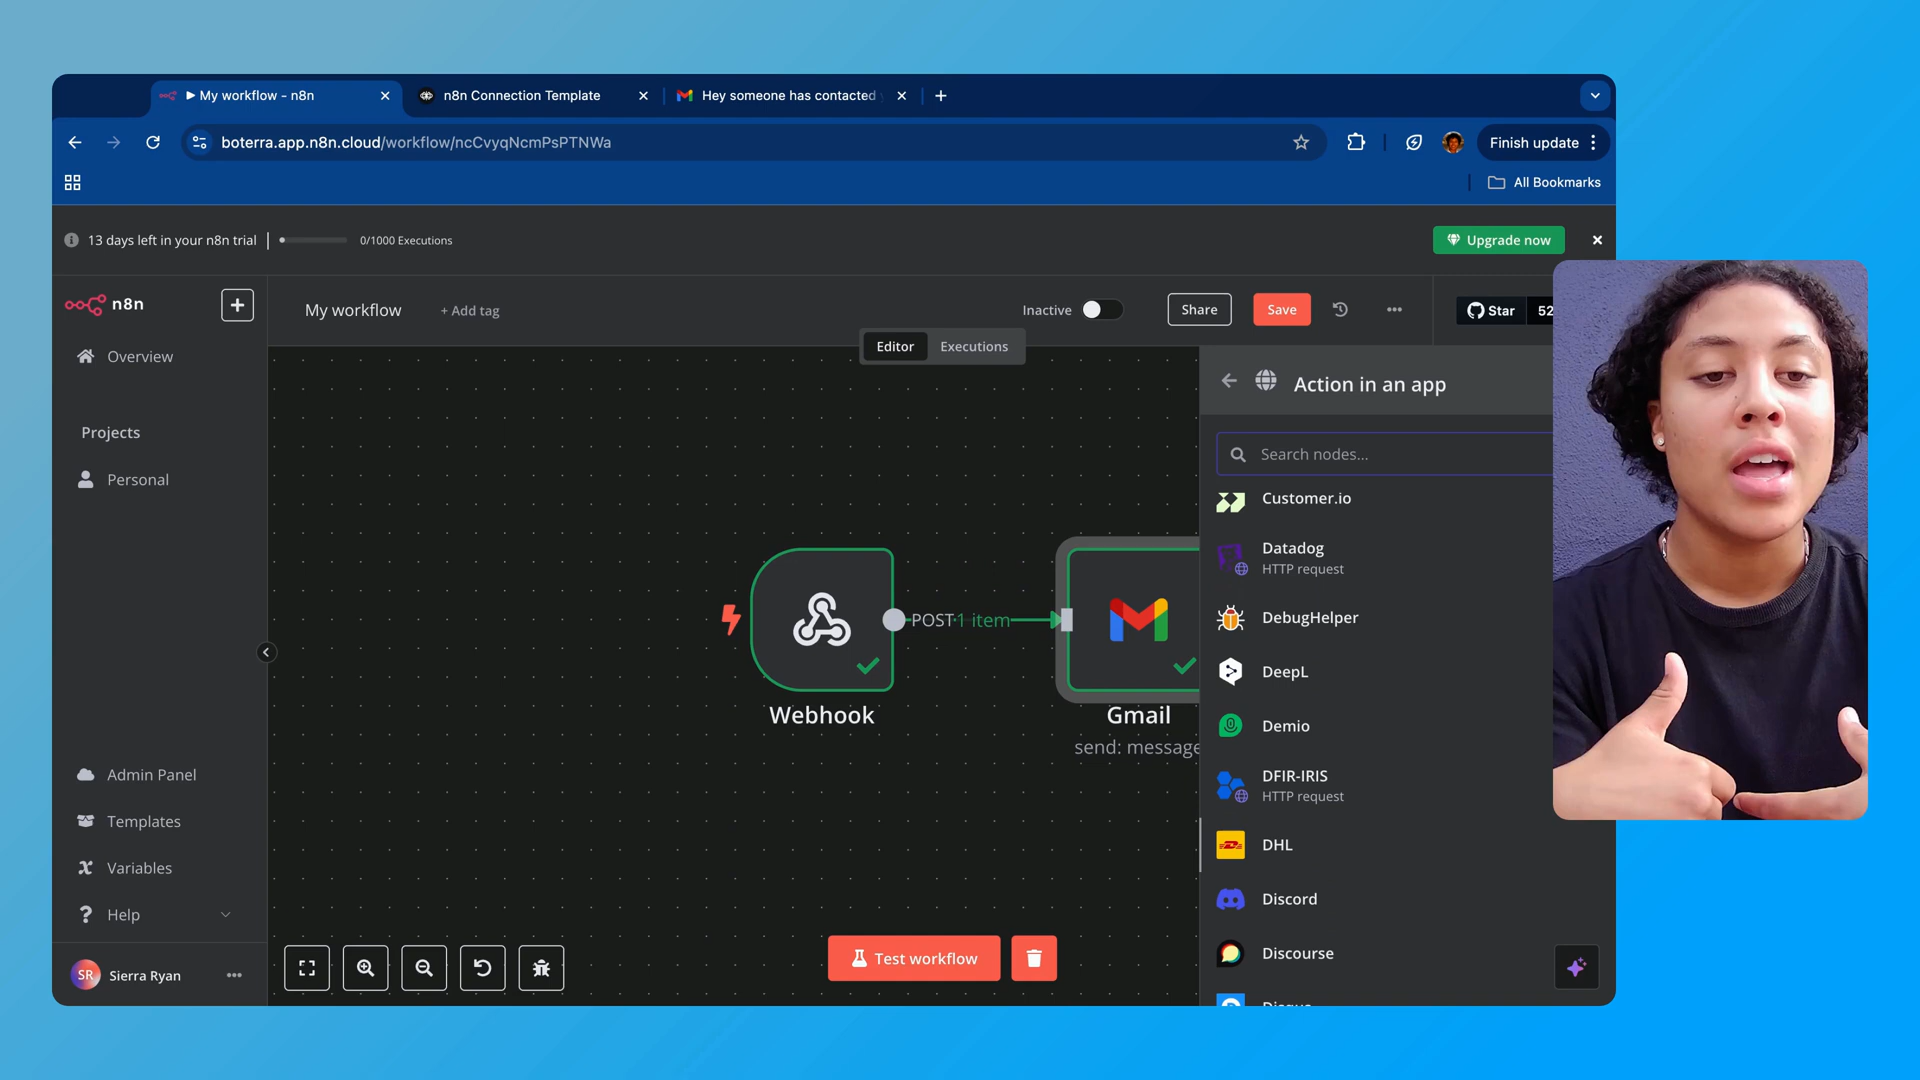 My workflow - n8n
n8n Connection Template
Hey someone has contacted
boterra.app.n8n.cloud/workflow/ncCvyqNcmPsPTNWa
Finish update
All Bookmarks
13 days left in your n8n trial
0/1000 Executions
Upgrade now
n8n
My workflow
+ Add tag
Inactive
Share
Save
Star
52
Editor
Executions
Overview
Projects
Personal
Admin Panel
Templates
Variables
Help
SR
Sierra Ryan
POST
1 item
Webhook
Gmail
send: message
Test workflow
Action in an app
Search nodes...
Customer.io
Datadog
HTTP request
DebugHelper
DeepL
Demio
DFIR-IRIS
HTTP request
DHL
Discord
Discourse